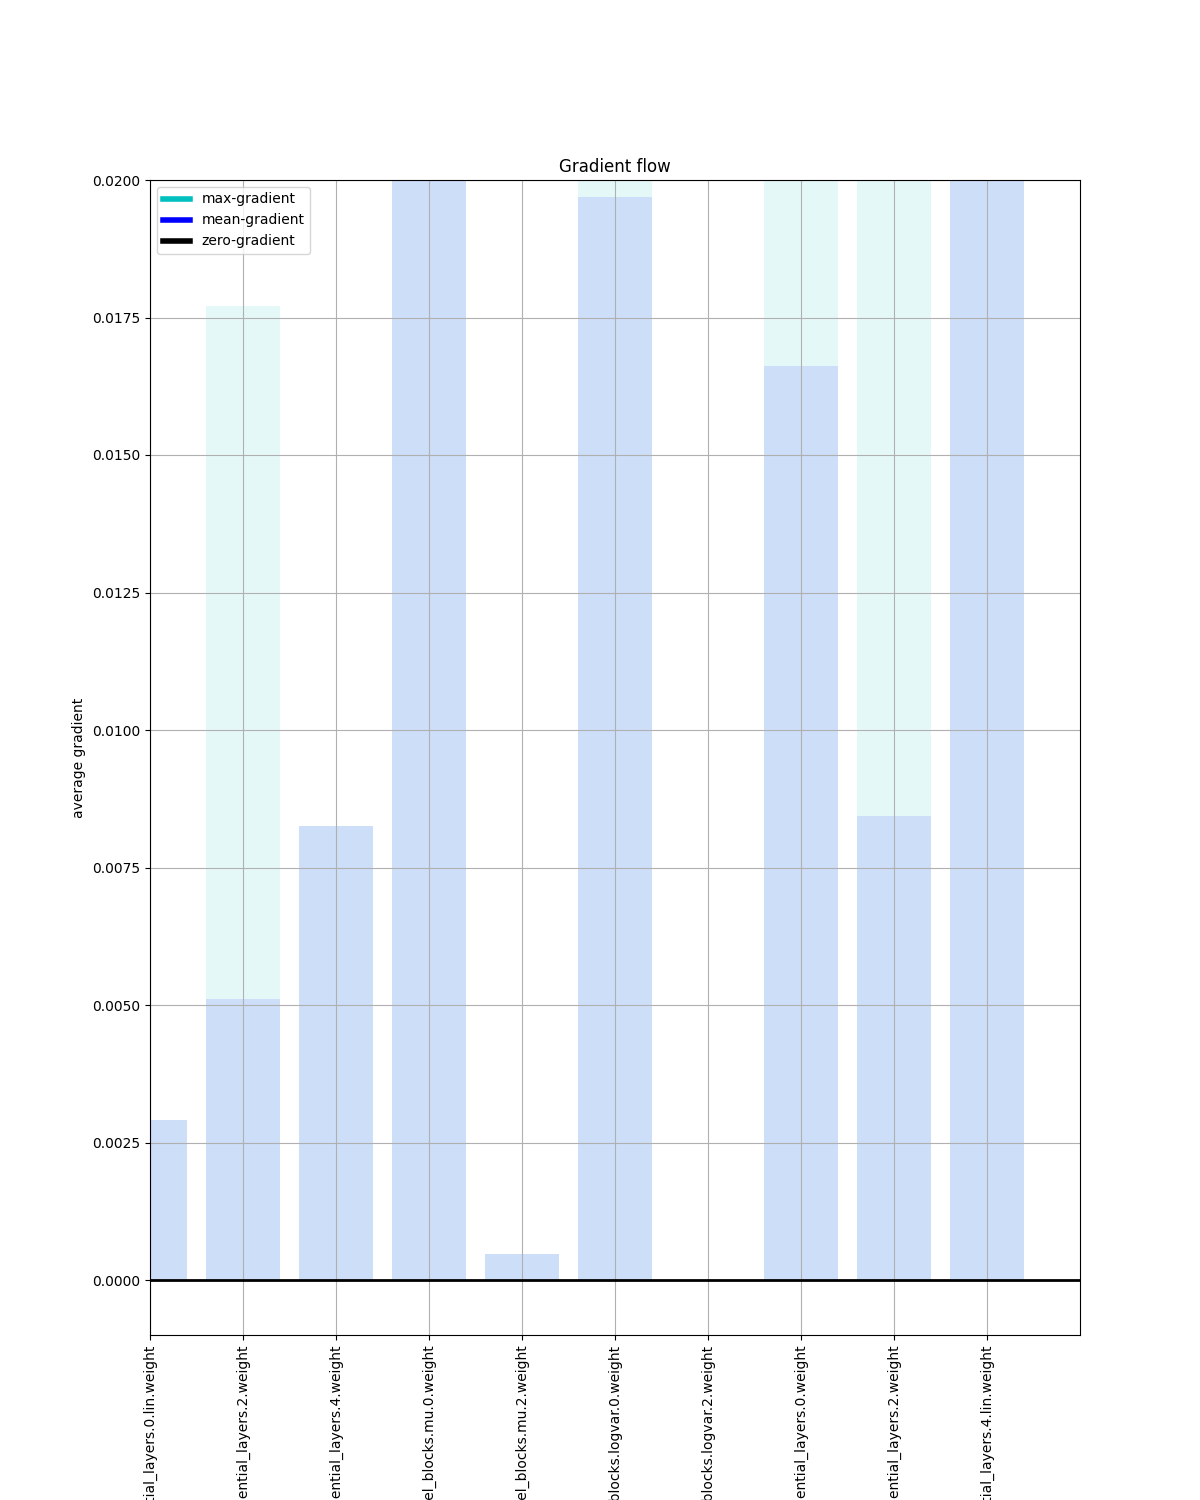 Gradient flow
max-gradient
mean-gradient
zero-gradient
0.0200
0.0175
0.0150
0.0125
0.0100
0.0075
0.0050
0.0025
0.0000
average gradient
tial_layers.0.lin.weight
ential_layers.2.weight
ential_layers.4.weight
el_blocks.mu.0.weight
el_blocks.mu.2.weight
blocks.logvar.0.weight
blocks.logvar.2.weight
ential_layers.0.weight
ential_layers.2.weight
cial_layers.4.lin.weight